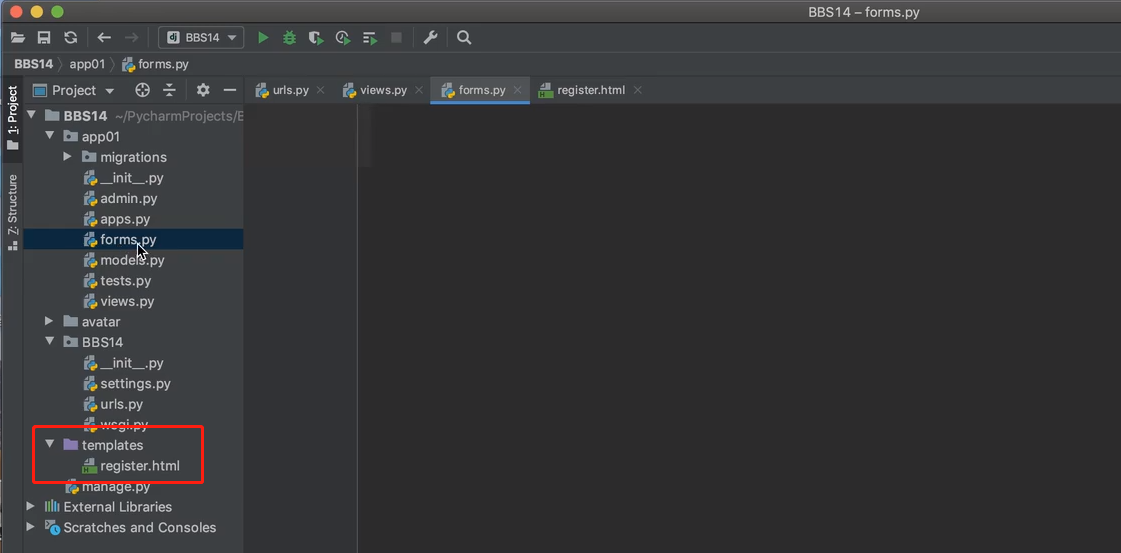 BBS14 – forms.py
BBS14
BBS14 app01 forms.py
1: Project
Project
urls.py
views.py
forms.py
register.html
BBS14 ~/PycharmProjects/
app01
migrations
__init__.py
admin.py
apps.py
7: Structure
forms.py
models.py
tests.py
views.py
avatar
BBS14
__init__.py
settings.py
urls.py
wsgi.py
templates
register.html
manage.py
External Libraries
Scratches and Consoles